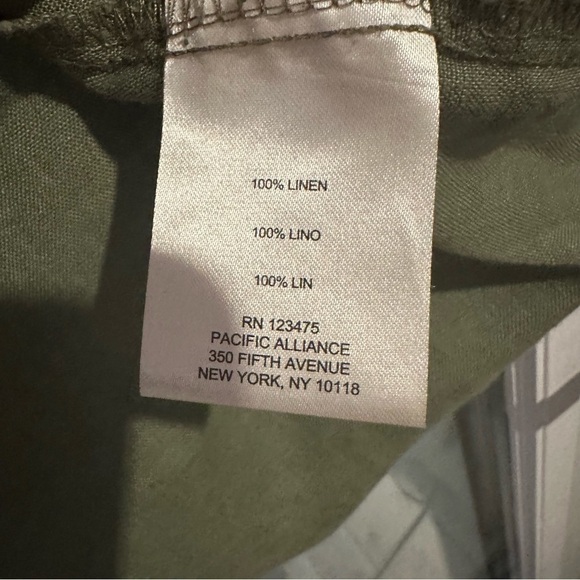 100% LINEN
100% LINO
100% LIN
RN 123475
PACIFIC ALLIANCE
350 FIFTH AVENUE
NEW YORK, NY 10118